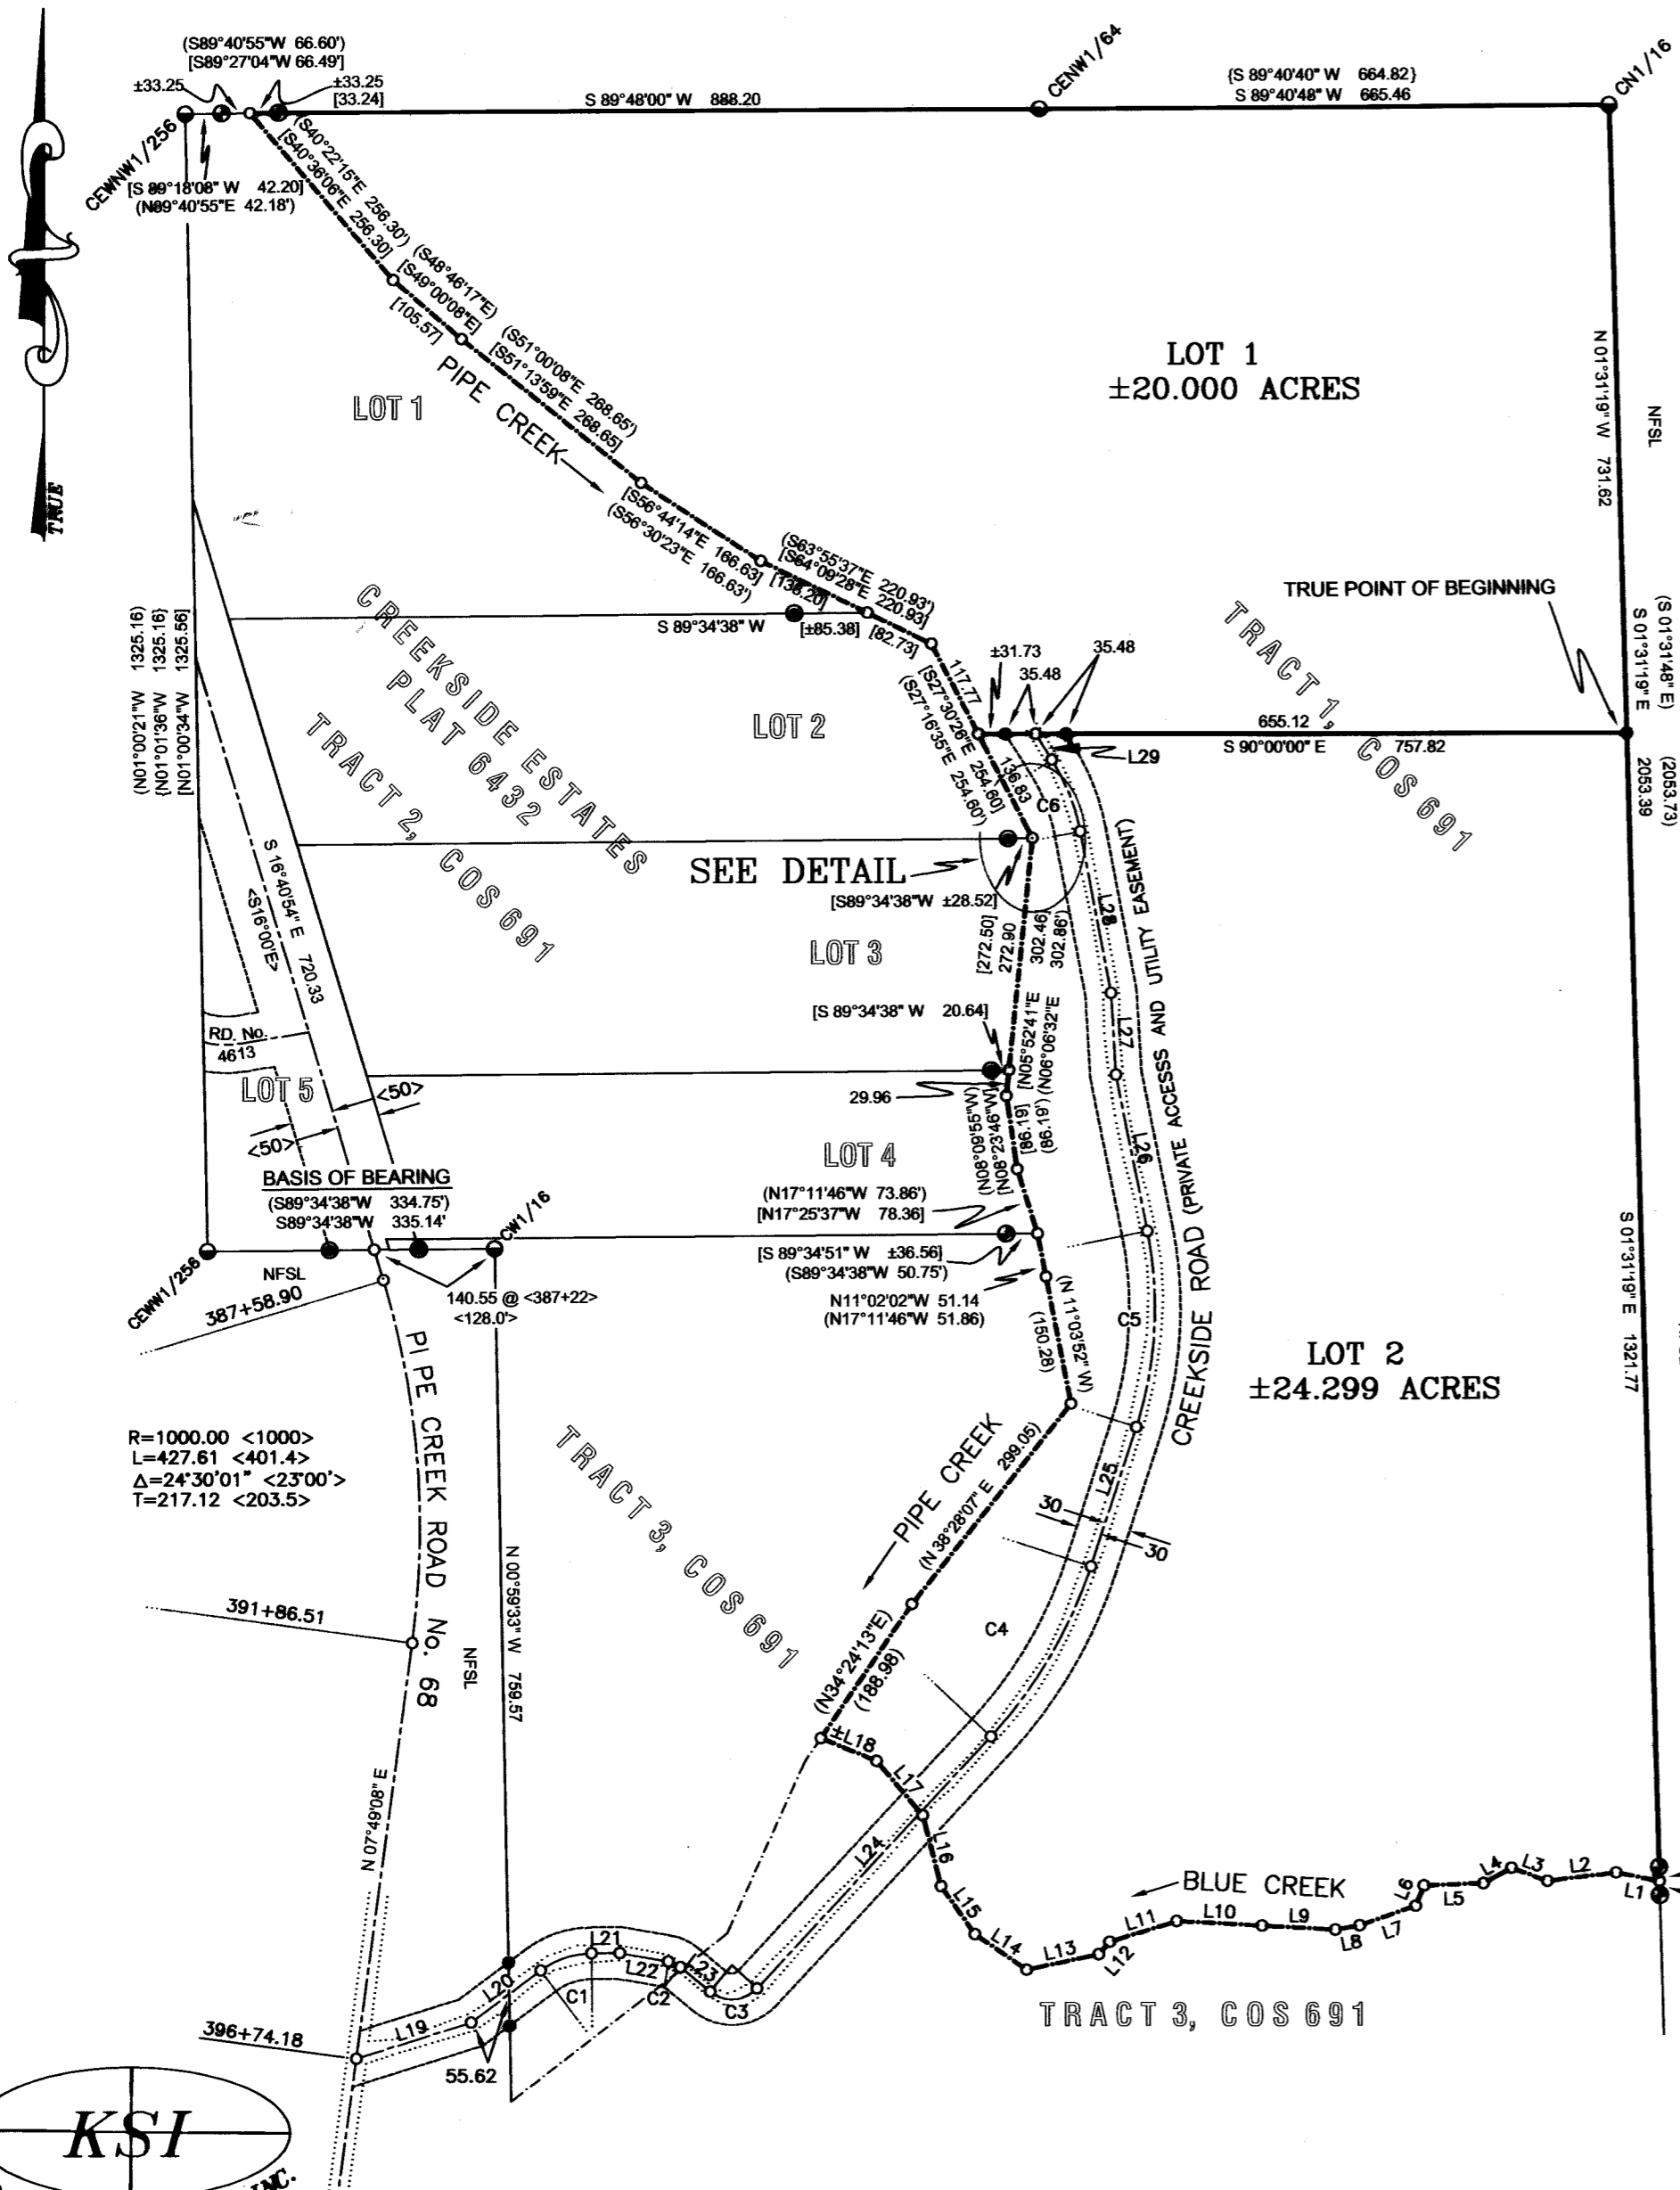 (S89°40'55"W 66.60')
[S89°27'04"W 66.49']
±33.25
±33.25
[33.24]
S 89°48'00" W 888.20
CENW1/64
{S 89°40'40" W 664.82}
S 89°40'48" W 665.46
CN1/16
CEWNW1/256
[S 89°18'08" W 42.20]
(N89°40'55"E 42.18')
(S40°22'15"E 256.30')
[S40°36'06"E 256.30]
(S48°46'17"E)
[S49°00'08"E]
[105.57]
(S51°00'08"E 268.65')
[S51°13'59"E 268.65]
PIPE CREEK
TRUE
LOT 1
LOT 1
±20.000 ACRES
N 01°31'19" W 731.62
NFSL
[S56°44'14"E 166.63]
(S56°30'23"E 166.63')
(S63°55'37"E 220.93')
[S64°09'28"E 220.93]
[138.20]
S 89°34'38" W
[±85.38]
[82.73]
TRUE POINT OF BEGINNING
(S 01°31'48" E)
S 01°31'19" E
(2053.73)
2053.39
TRACT 1, COS 691
(N01°00'21"W 1325.16)
{N01°01'36"W 1325.16}
[N01°00'34"W 1325.56]
CREEKSIDE ESTATES
PLAT 6432
TRACT 2, COS 691
LOT 2
117.77
[S27°30'26"E 254.60]
(S27°16'35"E 254.60')
±31.73
35.48
35.48
655.12
S 90°00'00" E 757.82
L29
136.83
C6
SEE DETAIL
[S89°34'38"W ±28.52]
S 16°40'54" E 720.33
<S16°00'E>
[272.50]
272.90
302.46
302.86'
L28
LOT 3
[S 89°34'38" W 20.64]
[N05°52'41"E
(N06°06'32"E
L27
RD. No.
4613
LOT 5
<50>
<50>
29.96
(N08°09'55"W)
[N08°23'46"W]
[86.19]
(86.19')
L26
LOT 4
BASIS OF BEARING
(S89°34'38"W 334.75')
S89°34'38"W 335.14'
CW1/16
(N17°11'46"W 73.86')
[N17°25'37"W 78.36]
[S 89°34'51" W ±36.56]
(S89°34'38"W 50.75')
CEWW1/256
NFSL
387+58.90
140.55 @ <387+22>
<128.0'>
N11°02'02"W 51.14
(N17°11'46"W 51.86)
(N 11°03'52" W)
(150.28)
C5
CREEKSIDE ROAD (PRIVATE ACCESSS AND UTILITY EASEMENT)
LOT 2
±24.299 ACRES
S 01°31'19" E 1321.77
R=1000.00 <1000>
L=427.61 <401.4>
Δ=24°30'01" <23°00'>
T=217.12 <203.5>
PIPE CREEK ROAD No. 68
TRACT 3, COS 691
PIPE CREEK
(N 38°28'07" E 299.05)
L25
30
30
N 00°59'33" W 759.57
NFSL
391+86.51
(N34°24'13"E)
(188.98)
C4
N 07°49'08" E
±L18
L17
L24
L16
L15
L14
L13
L12
L11
L10
L9
L8
L7
L6
L5
L4
L3
L2
L1
BLUE CREEK
L21
L22
L23
L20
C1
C2
C3
L19
396+74.18
55.62
TRACT 3, COS 691
KSI
INC.